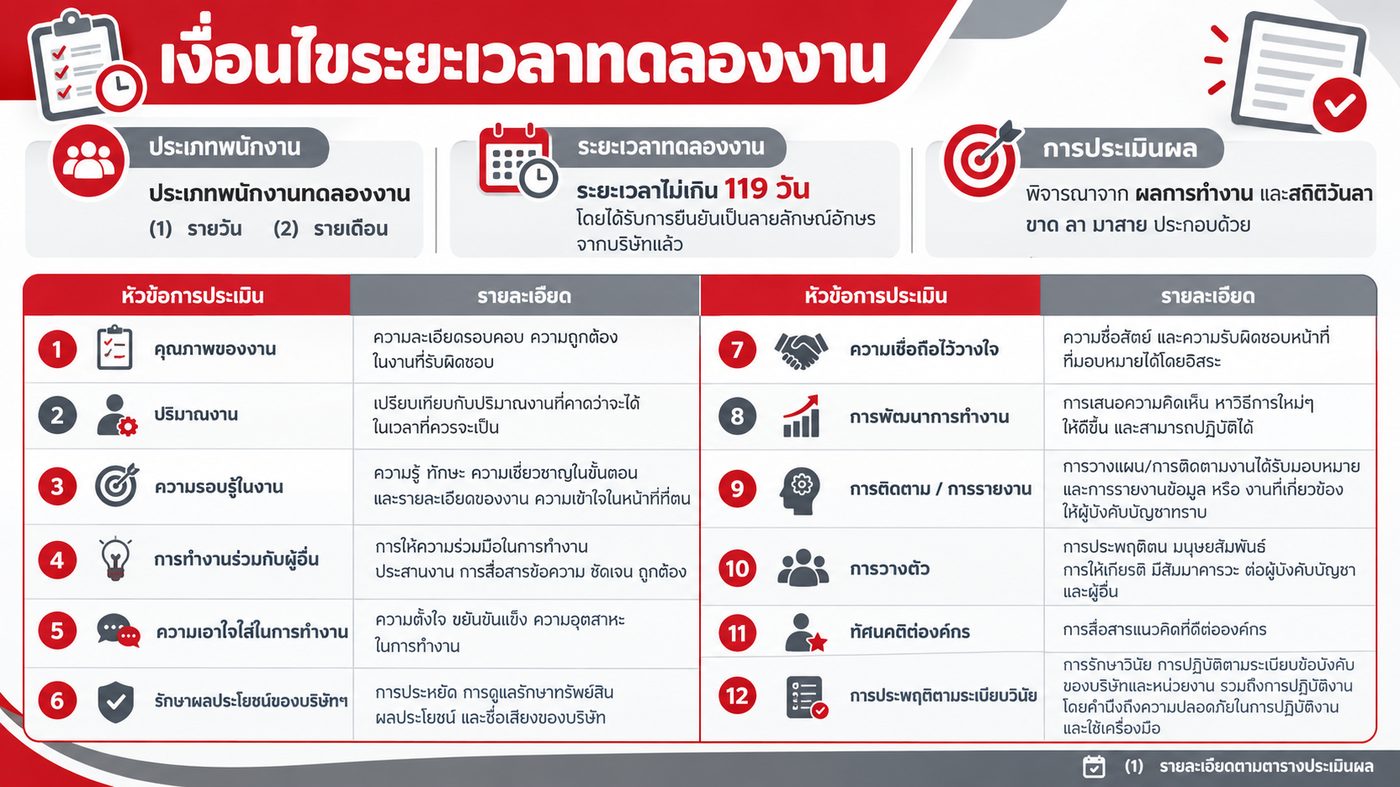 เงื่อนไขระยะเวลาทดลองงาน
ประเภทพนักงาน
ประเภทพนักงานทดลองงาน
(1) รายวัน (2) รายเดือน
ระยะเวลาทดลองงาน
ระยะเวลาไม่เกิน 119 วัน
โดยได้รับการยืนยันเป็นลายลักษณ์อักษร
จากบริษัทแล้ว
การประเมินผล
พิจารณาจาก ผลการทำงาน และสถิติวันลา
ขาด ลา มาสาย ประกอบด้วย
หัวข้อการประเมิน รายละเอียด
1 คุณภาพของงาน
ความละเอียดรอบคอบ ความถูกต้อง
ในงานที่รับผิดชอบ
2 ปริมาณงาน
เปรียบเทียบกับปริมาณงานที่คาดว่าจะได้
ในเวลาที่ควรจะเป็น
3 ความรอบรู้ในงาน
ความรู้ ทักษะ ความเชี่ยวชาญในขั้นตอน
และรายละเอียดของงาน ความเข้าใจในหน้าที่ที่ตน
4 การทำงานร่วมกับผู้อื่น
การให้ความร่วมมือในการทำงาน
ประสานงาน การสื่อสารข้อความ ชัดเจน ถูกต้อง
5 ความเอาใจใส่ในการทำงาน
ความตั้งใจ ขยันขันแข็ง ความอุตสาหะ
ในการทำงาน
6 รักษาผลประโยชน์ของบริษัทฯ
การประหยัด การดูแลรักษาทรัพย์สิน
ผลประโยชน์ และชื่อเสียงของบริษัท
หัวข้อการประเมิน รายละเอียด
7 ความเชื่อถือไว้วางใจ
ความชื่อสัตย์ และความรับผิดชอบหน้าที่
ที่มอบหมายได้โดยอิสระ
8 การพัฒนาการทำงาน
การเสนอความคิดเห็น หาวิธีการใหม่ๆ
ให้ดีขึ้น และสามารถปฏิบัติได้
9 การติดตาม / การรายงาน
การวางแผน/การติดตามงานได้รับมอบหมาย
และการรายงานข้อมูล หรือ งานที่เกี่ยวข้อง
ให้ผู้บังคับบัญชาทราบ
10 การวางตัว
การประพฤติตน มนุษยสัมพันธ์
การให้เกียรติ มีสัมมาคารวะ ต่อผู้บังคับบัญชา
และผู้อื่น
11 ทัศนคติต่องค์กร
การสื่อสารแนวคิดที่ดีต่อองค์กร
12 การประพฤติตามระเบียบวินัย
การรักษาวินัย การปฏิบัติตามระเบียบข้อบังคับ
ของบริษัทและหน่วยงาน รวมถึงการปฏิบัติงาน
โดยคำนึงถึงความปลอดภัยในการปฏิบัติงาน
และใช้เครื่องมือ
(1) รายละเอียดตามตารางประเมินผล